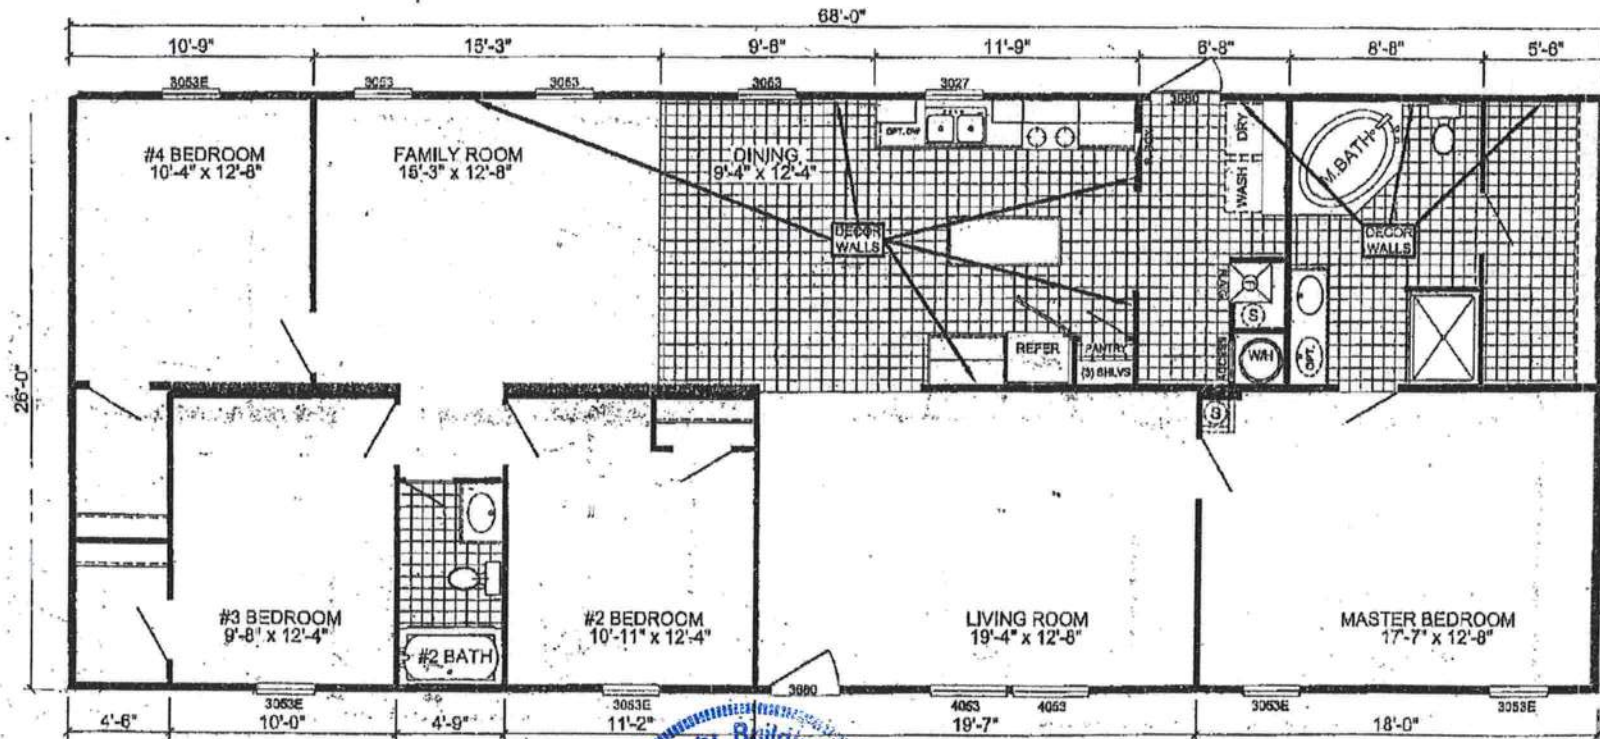 68'-0"
10'-9" 15'-3" 9'-6" 11'-9" 6'-8" 8'-8" 5'-6"
3053E 3053 3053 3053 3027
3680
#4 BEDROOM
10'-4" x 12'-8"
FAMILY ROOM
15'-3" x 12'-8"
DINING
9'-4" x 12'-4"
OPT. DW
WASH DRY
M.BATH
DECOR
WALLS
DECOR
WALLS
26'-0"
REFER
PANTRY
(3) SHLVS
R/A/G
S
W/H
OPT.
ACCESS
S
#3 BEDROOM
9'-8" x 12'-4"
#2 BATH
#2 BEDROOM
10'-11" x 12'-4"
LIVING ROOM
19'-4" x 12'-8"
MASTER BEDROOM
17'-7" x 12'-8"
3680
3053E 3053E 4053 4053 3053E 3053E
4'-6" 10'-0" 4'-9" 11'-2" 19'-7" 18'-0"